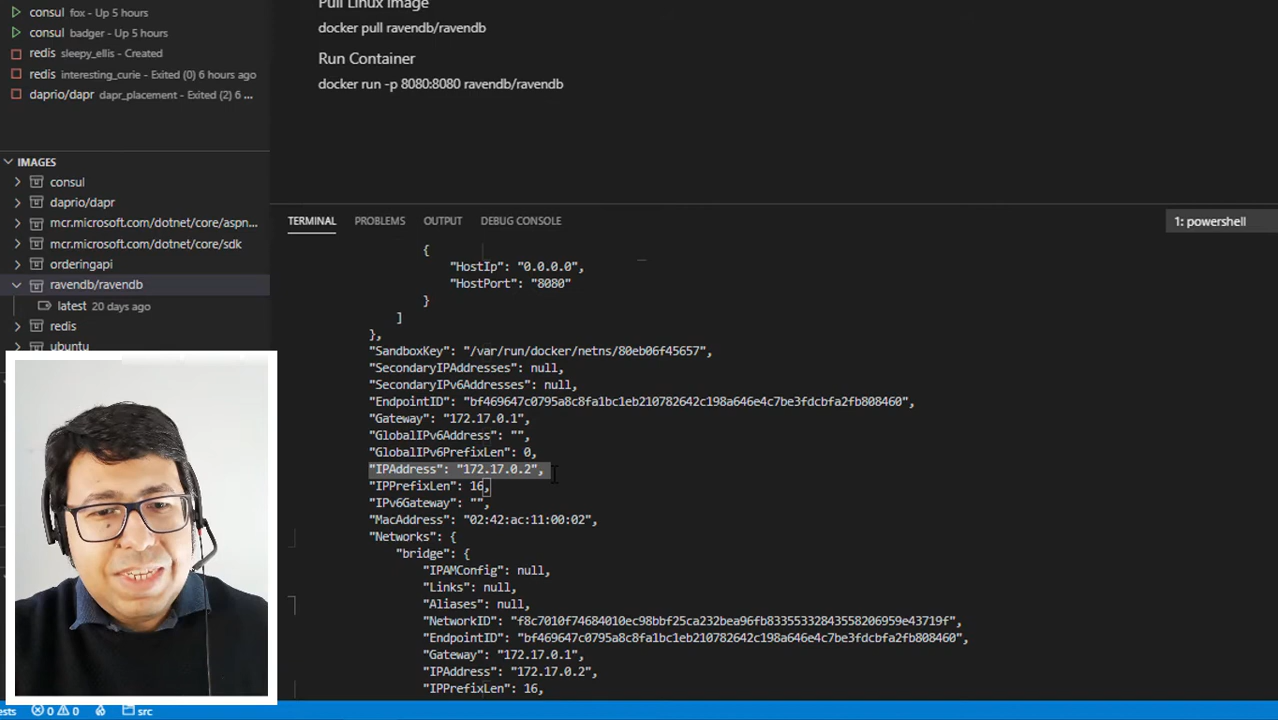 Pull Linux Image
consul fox - Up 5 hours
docker pull ravendb/ravendb
consul badger - Up 5 hours
redis sleepy_ellis - Created
Run Container
redis interesting_curie - Exited (0) 6 hours ago
docker run -p 8080:8080 ravendb/ravendb
daprio/dapr dapr_placement - Exited (2) 6 ...
IMAGES
consul
daprio/dapr
mcr.microsoft.com/dotnet/core/aspn...
mcr.microsoft.com/dotnet/core/sdk
orderingapi
ravendb/ravendb
latest 20 days ago
redis
ubuntu
TERMINAL PROBLEMS OUTPUT DEBUG CONSOLE 1: powershell
{
"HostIp": "0.0.0.0",
"HostPort": "8080"
}
]
},
"SandboxKey": "/var/run/docker/netns/80eb06f45657",
"SecondaryIPAddresses": null,
"SecondaryIPv6Addresses": null,
"EndpointID": "bf469647c0795a8c8fa1bc1eb210782642c198a646e4c7be3fdcbfa2fb808460",
"Gateway": "172.17.0.1",
"GlobalIPv6Address": "",
"GlobalIPv6PrefixLen": 0,
"IPAddress": "172.17.0.2",
"IPPrefixLen": 16,
"IPv6Gateway": "",
"MacAddress": "02:42:ac:11:00:02",
"Networks": {
"bridge": {
"IPAMConfig": null,
"Links": null,
"Aliases": null,
"NetworkID": "f8c7010f74684010ec98bbf25ca232bea96fb83355332843558206959e43719f",
"EndpointID": "bf469647c0795a8c8fa1bc1eb210782642c198a646e4c7be3fdcbfa2fb808460",
"Gateway": "172.17.0.1",
"IPAddress": "172.17.0.2",
"IPPrefixLen": 16,
ests 0 0 src